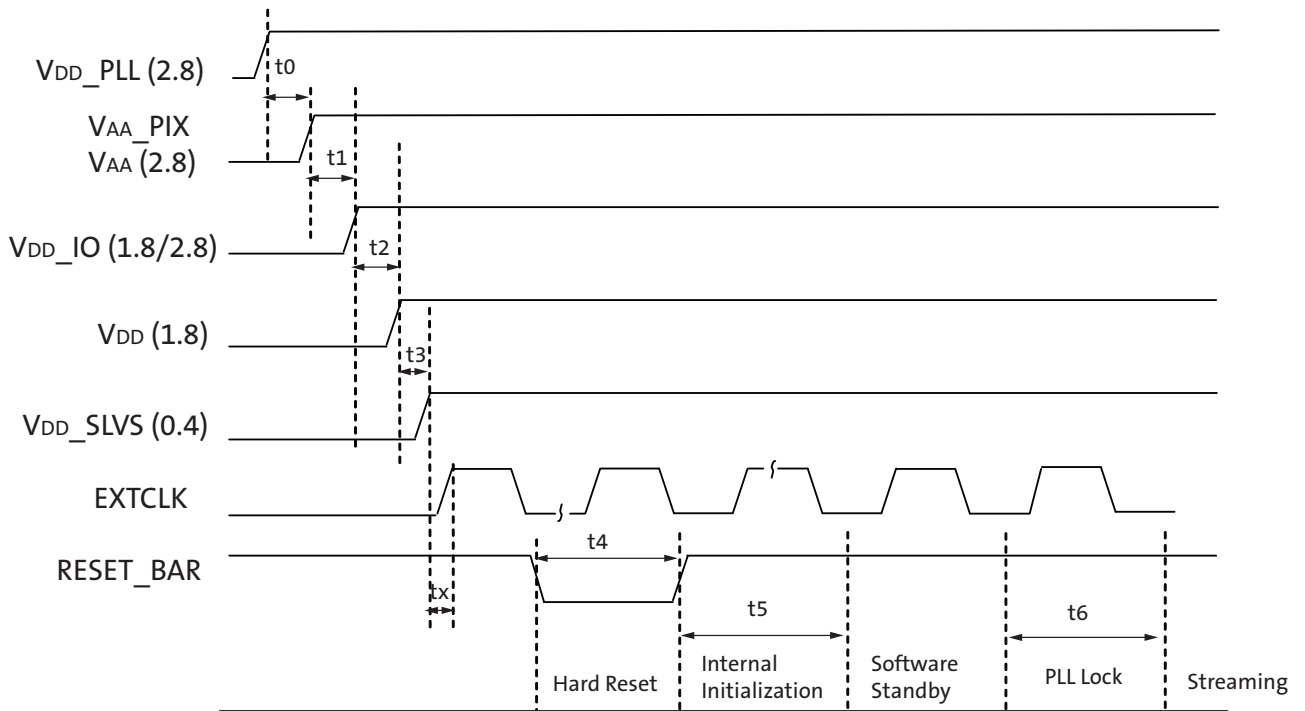 VDD_PLL (2.8)
t0
VAA_PIX
VAA (2.8)
t1
VDD_IO (1.8/2.8)
t2
VDD (1.8)
t3
VDD_SLVS (0.4)
EXTCLK
RESET_BAR
t4
tx
t5
t6
Hard Reset
Internal
Initialization
Software
Standby
PLL Lock
Streaming